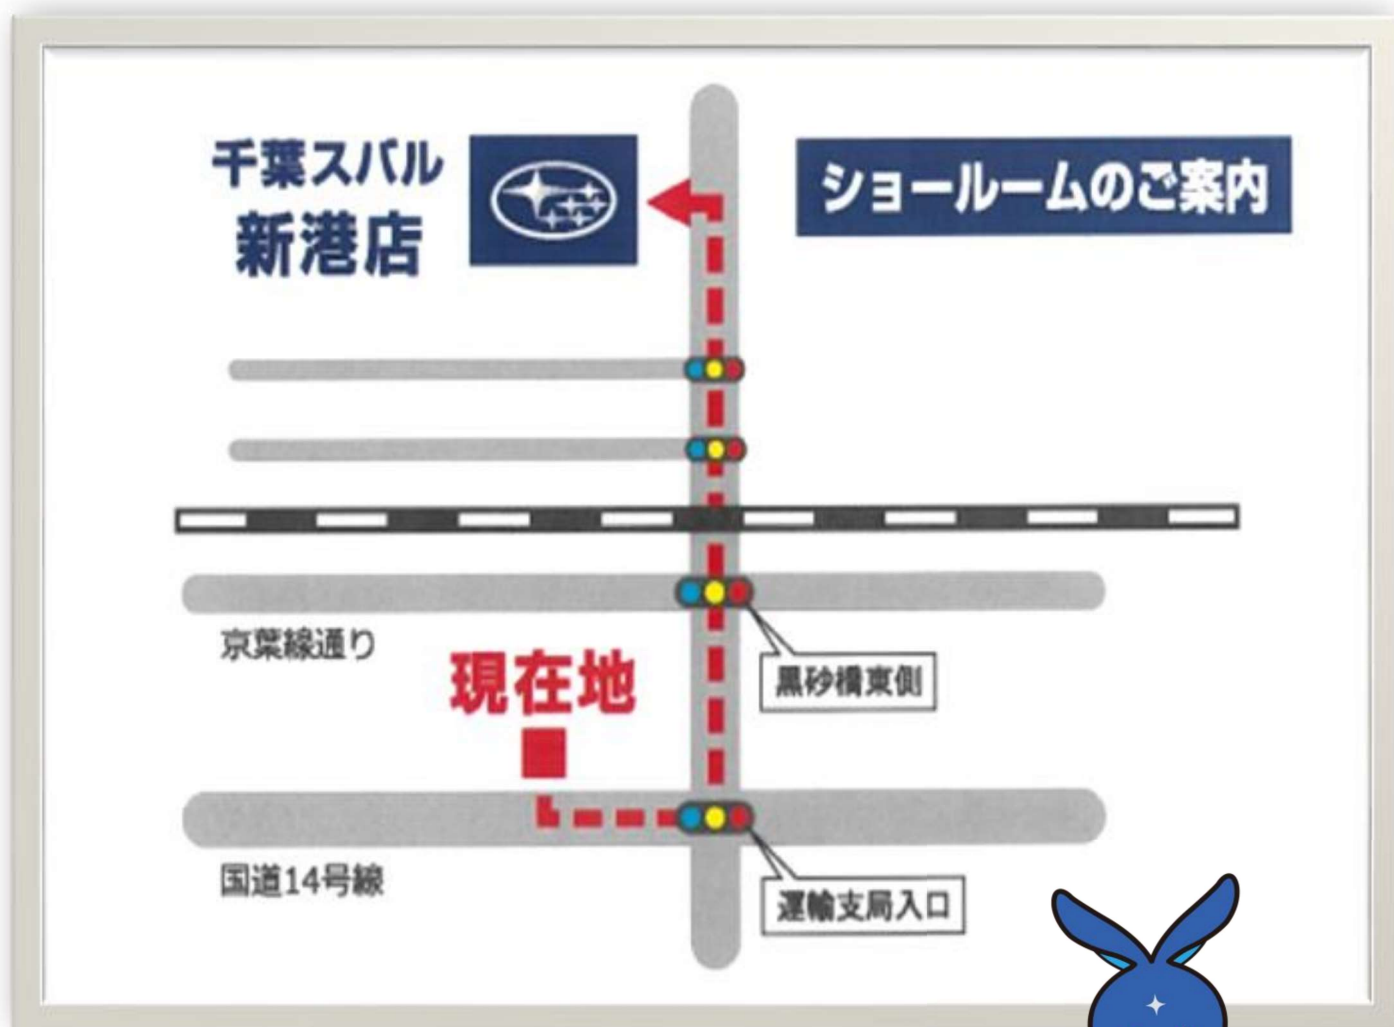 千葉スバル
新港店
ショールームのご案内
京葉線通り
現在地
黒砂橋東側
国道14号線
運輸支局入口